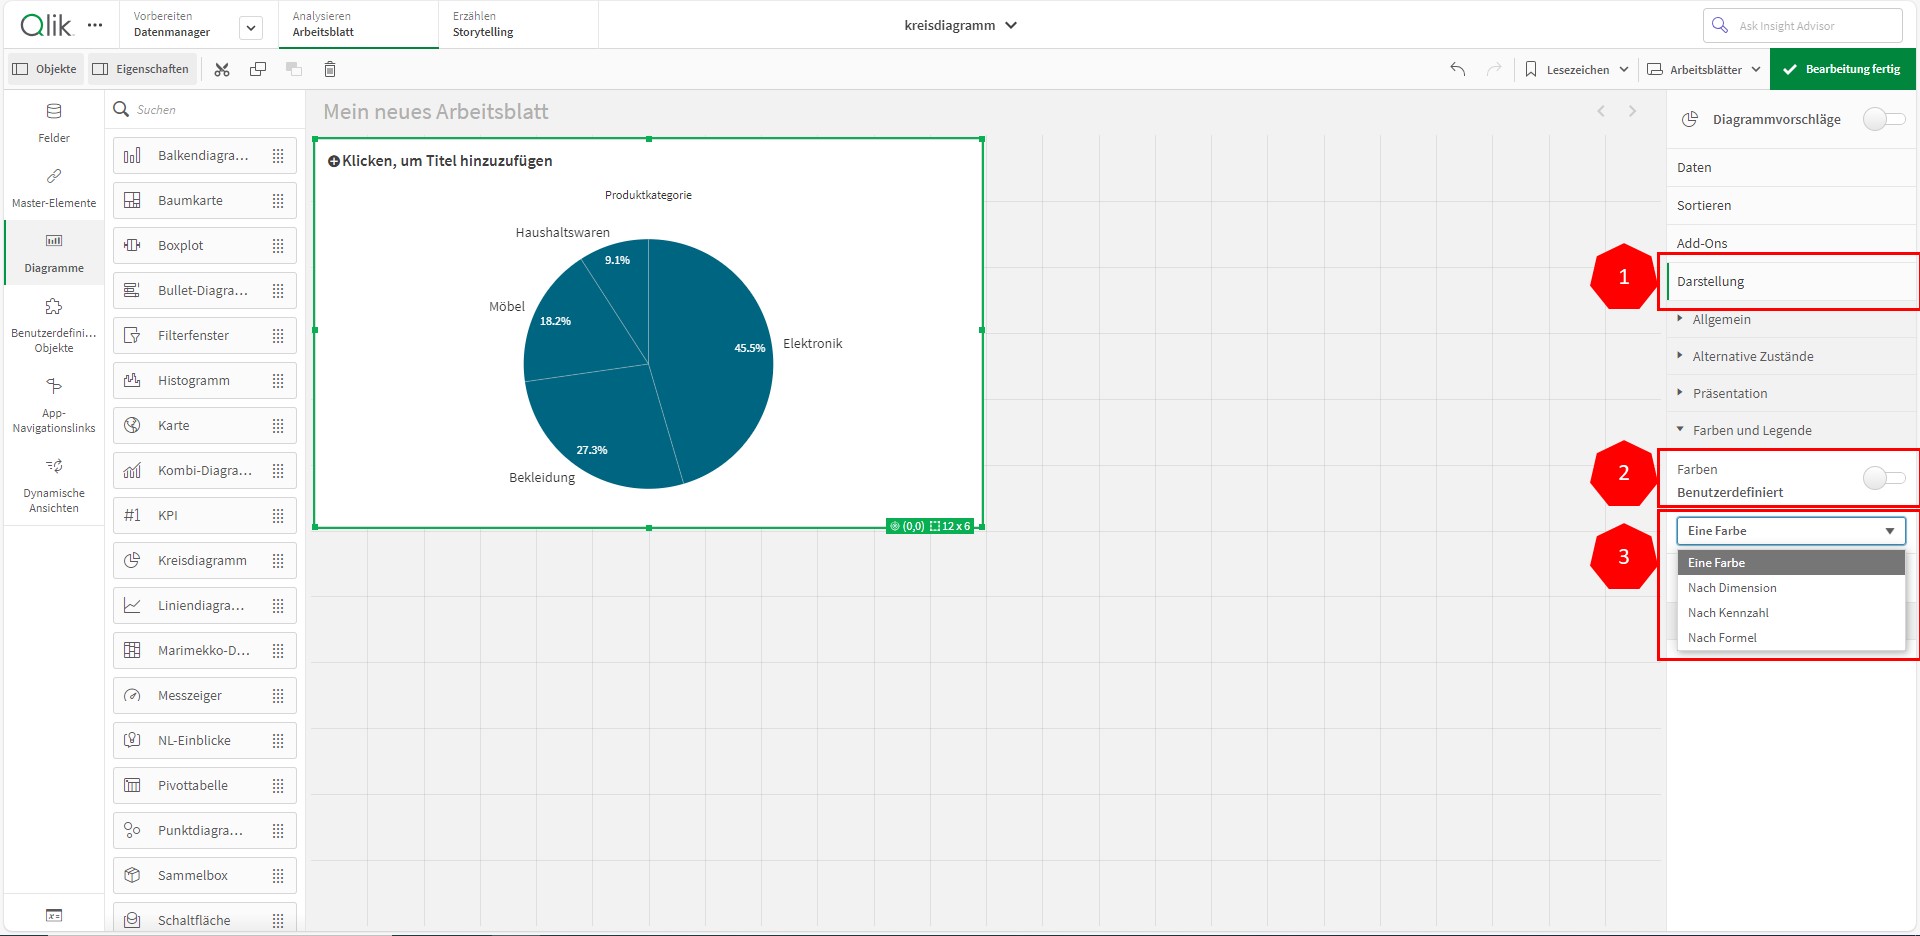 Qlik
Vorbereiten
Datenmanager
Analysieren
Arbeitsblatt
Erzählen
Storytelling
kreisdiagramm
Ask Insight Advisor
Objekte
Eigenschaften
Lesezeichen
Arbeitsblätter
Bearbeitung fertig
Felder
Master-Elemente
Diagramme
Benutzerdefini...
Objekte
App-
Navigationslinks
Dynamische
Ansichten
Suchen
Balkendiagra...
Baumkarte
Boxplot
Bullet-Diagra...
Filterfenster
Histogramm
Karte
Kombi-Diagra...
#1 KPI
Kreisdiagramm
Liniendiagra...
Marimekko-D...
Messzeiger
NL-Einblicke
Pivottabelle
Punktdiagra...
Sammelbox
Schaltfläche
Mein neues Arbeitsblatt
Klicken, um Titel hinzuzufügen
Produktkategorie
Haushaltswaren
9.1%
Möbel
18.2%
45.5%
Elektronik
27.3%
Bekleidung
(0,0) 12 x 6
Diagrammvorschläge
Daten
Sortieren
Add-Ons
1
Darstellung
Allgemein
Alternative Zustände
Präsentation
Farben und Legende
2
Farben
Benutzerdefiniert
3
Eine Farbe
Eine Farbe
Nach Dimension
Nach Kennzahl
Nach Formel